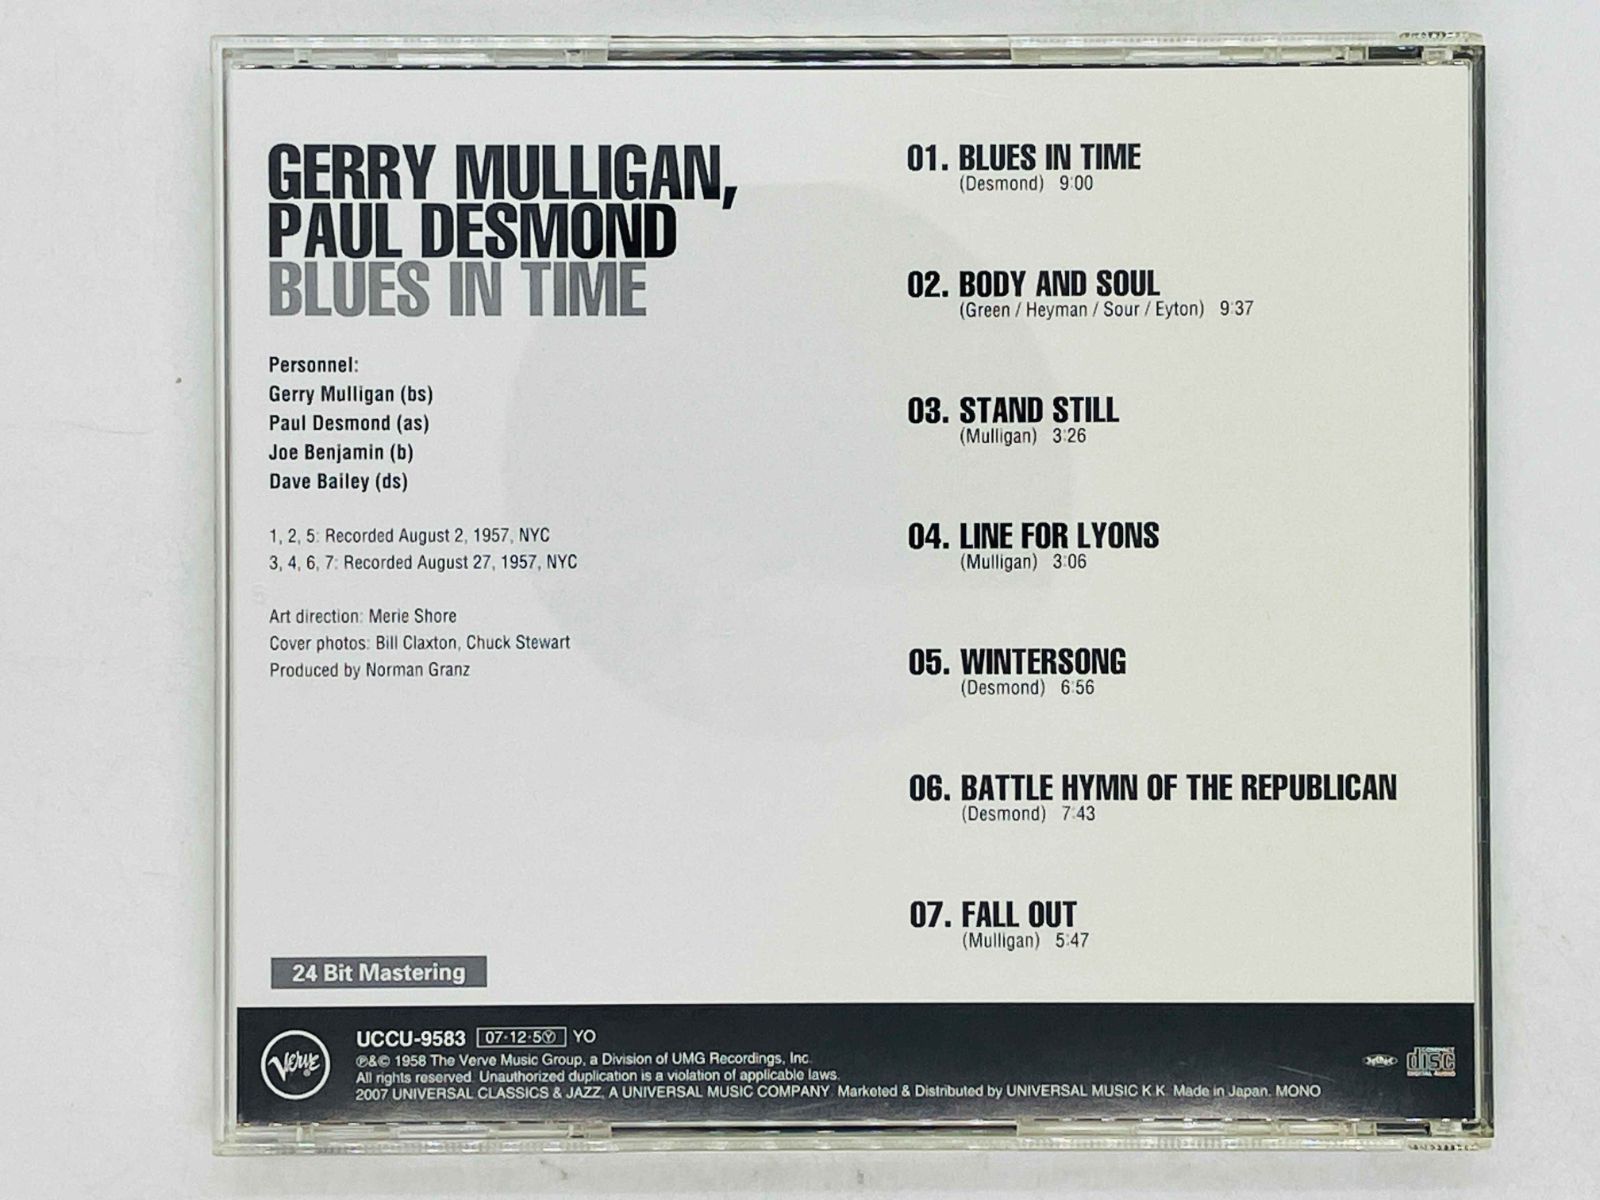 GERRY MULLIGAN,
PAUL DESMOND
BLUES IN TIME
Personnel:
Gerry Mulligan (bs)
Paul Desmond (as)
Joe Benjamin (b)
Dave Bailey (ds)
1, 2, 5: Recorded August 2, 1957, NYC
3, 4, 6, 7: Recorded August 27, 1957, NYC
Art direction: Merie Shore
Cover photos: Bill Claxton, Chuck Stewart
Produced by Norman Granz
24 Bit Mastering
01. BLUES IN TIME
(Desmond) 9:00
02. BODY AND SOUL
(Green / Heyman / Sour / Eyton) 9:37
03. STAND STILL
(Mulligan) 3:26
04. LINE FOR LYONS
(Mulligan) 3:06
05. WINTERSONG
(Desmond) 6:56
06. BATTLE HYMN OF THE REPUBLICAN
(Desmond) 7:43
07. FALL OUT
(Mulligan) 5:47
VERVE
UCCU-9583 07·12·5Ⓨ YO
℗&© 1958 The Verve Music Group, a Division of UMG Recordings, Inc.
All rights reserved. Unauthorized duplication is a violation of applicable laws.
2007 UNIVERSAL CLASSICS & JAZZ, A UNIVERSAL MUSIC COMPANY. Marketed & Distributed by UNIVERSAL MUSIC K.K. Made in Japan. MONO
COMPACT
disc
DIGITAL AUDIO